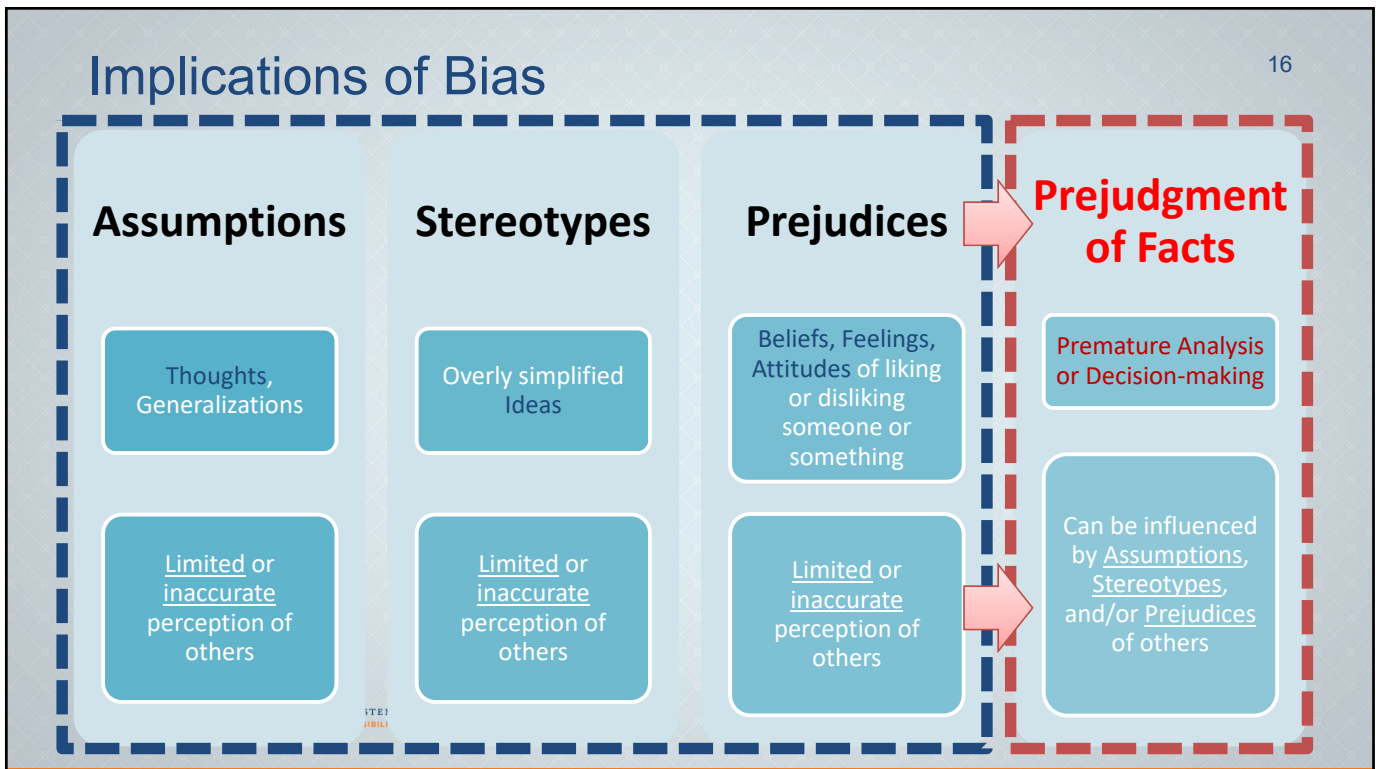 Implications of Bias
16
Assumptions
Thoughts,
Generalizations
Limited or
inaccurate
perception of
others
Stereotypes
Overly simplified
Ideas
Limited or
inaccurate
perception of
others
Prejudices
Beliefs, Feelings,
Attitudes of liking
or disliking
someone or
something
Limited or
inaccurate
perception of
others
Prejudgment
of Facts
Premature Analysis
or Decision-making
Can be influenced
by Assumptions,
Stereotypes,
and/or Prejudices
of others